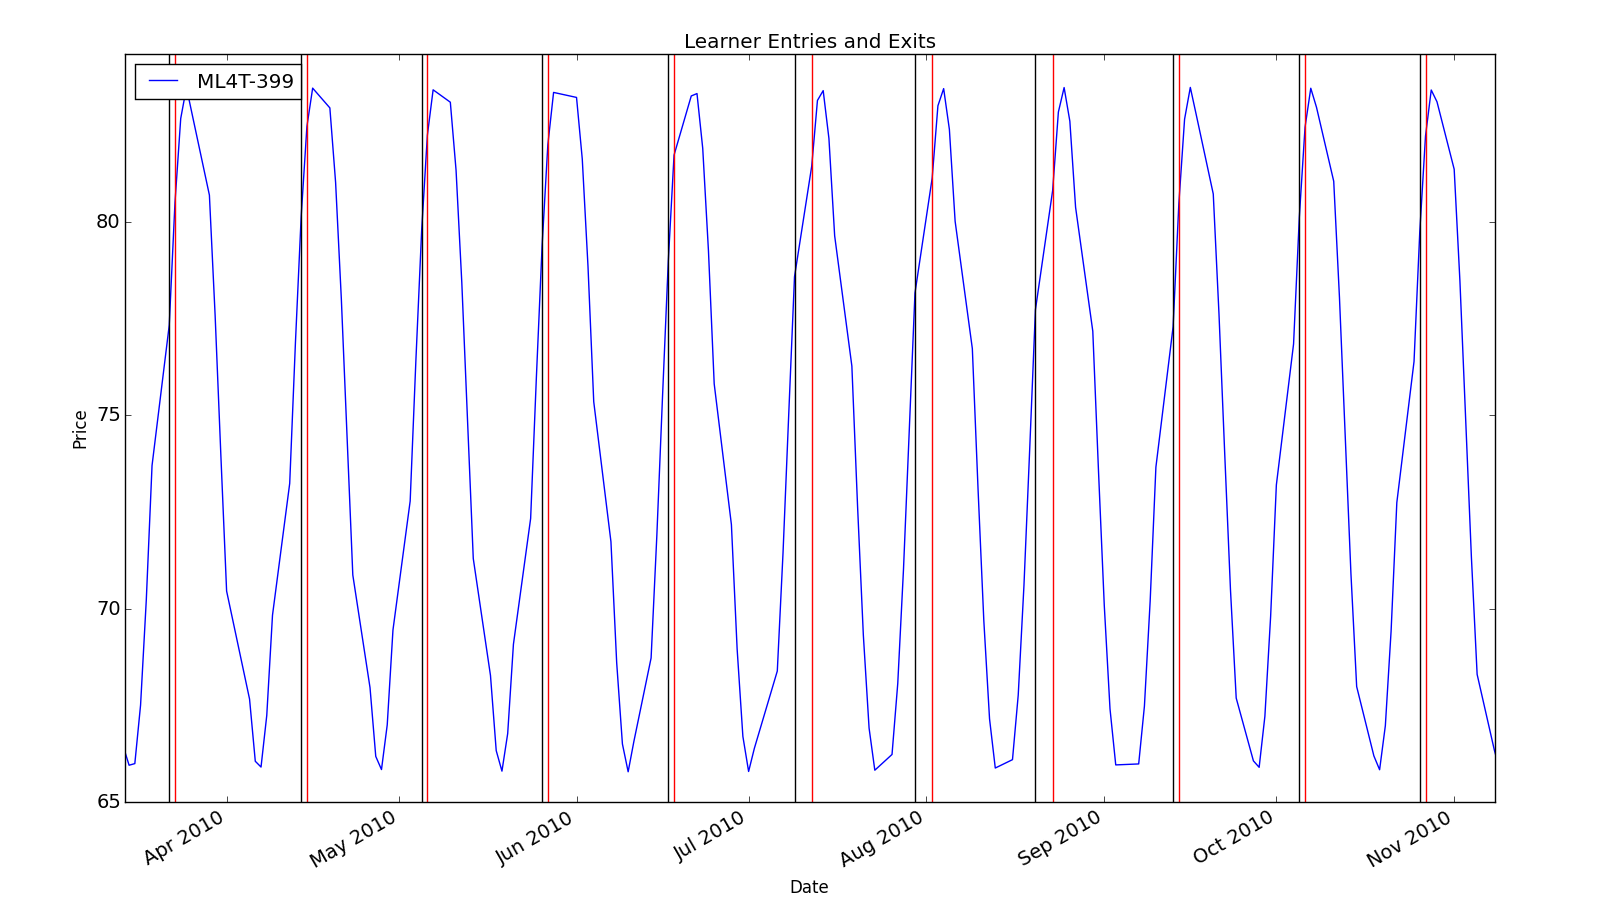 Learner Entries and Exits
ML4T-399
80
75
70
65
Price
Apr 2010
May 2010
Jun 2010
Jul 2010
Aug 2010
Sep 2010
Oct 2010
Nov 2010
Date